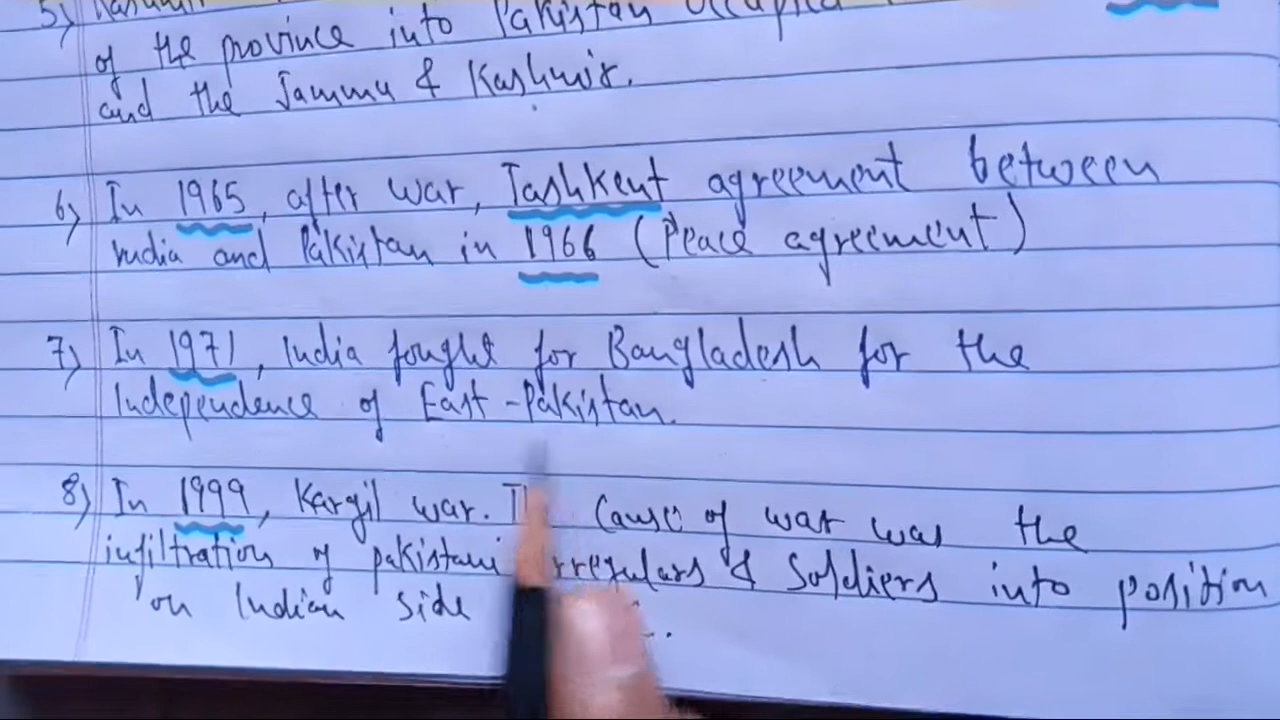 5)
of the province into Pakistan Occupied
and the Jammu & Kashmir.
6) In 1965, after war, Tashkent agreement between
India and Pakistan in 1966 (Peace agreement)
7) In 1971, India fought for Bangladesh for the
Independence of East-Pakistan.
8) In 1999, Kargil war. Cause of war was the
infiltration of pakistani irregulars & Soldiers into position
on Indian side